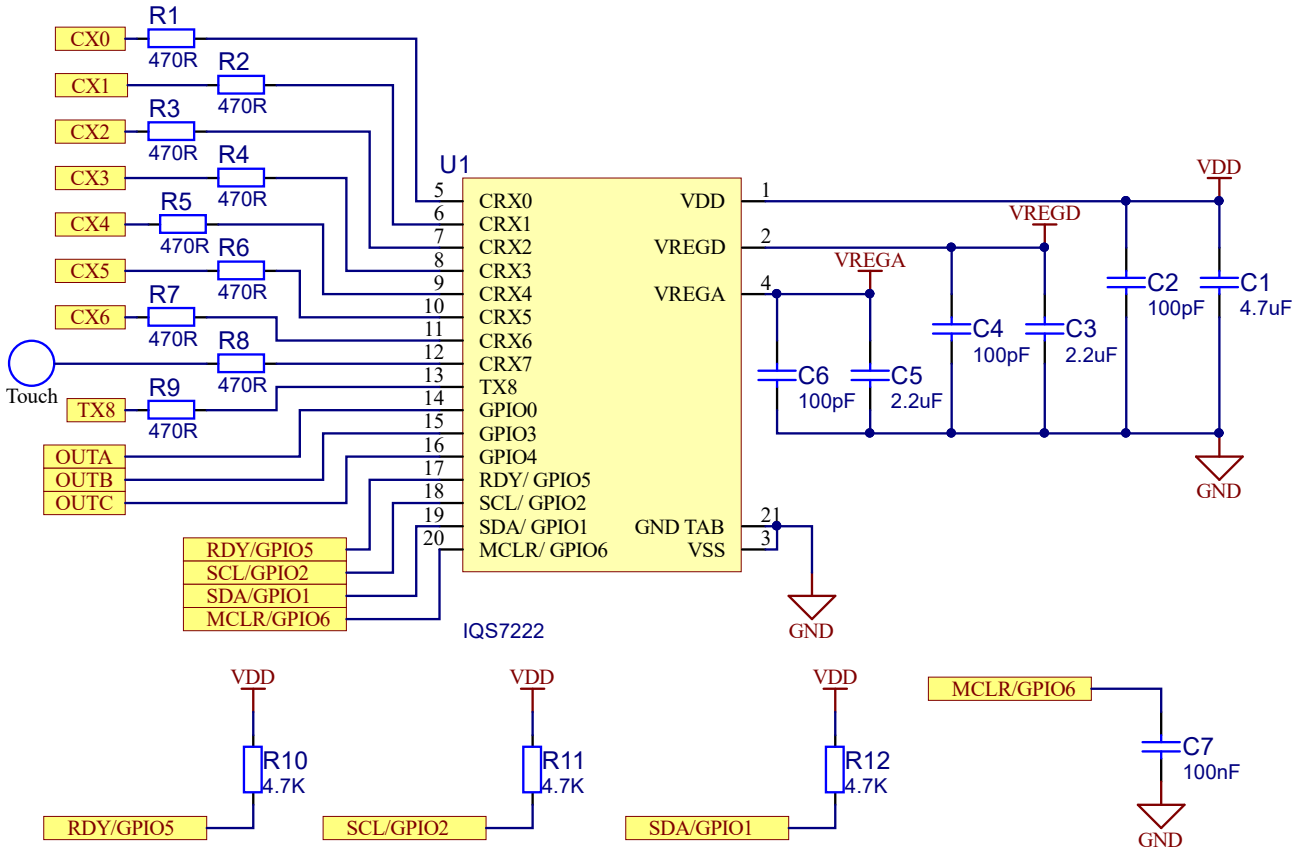 R1
CX0
470R
R2
CX1
470R
R3
CX2
470R
R4
CX3
470R
R5
CX4
470R
R6
CX5
470R
R7
CX6
470R
R8
470R
Touch
R9
TX8
470R
OUTA
OUTB
OUTC
RDY/GPIO5
SCL/GPIO2
SDA/GPIO1
MCLR/GPIO6
U1
5 CRX0
6 CRX1
7 CRX2
8 CRX3
9 CRX4
10 CRX5
11 CRX6
12 CRX7
13 TX8
14 GPIO0
15 GPIO3
16 GPIO4
17 RDY/ GPIO5
18 SCL/ GPIO2
19 SDA/ GPIO1
20 MCLR/ GPIO6
VDD 1
VREGD 2
VREGA 4
GND TAB 21
VSS 3
IQS7222
GND
VDD
VREGD
VREGA
C2
100pF
C1
4.7uF
C4
100pF
C3
2.2uF
C6
100pF
C5
2.2uF
GND
VDD
R10
4.7K
RDY/GPIO5
VDD
R11
4.7K
SCL/GPIO2
VDD
R12
4.7K
SDA/GPIO1
MCLR/GPIO6
C7
100nF
GND